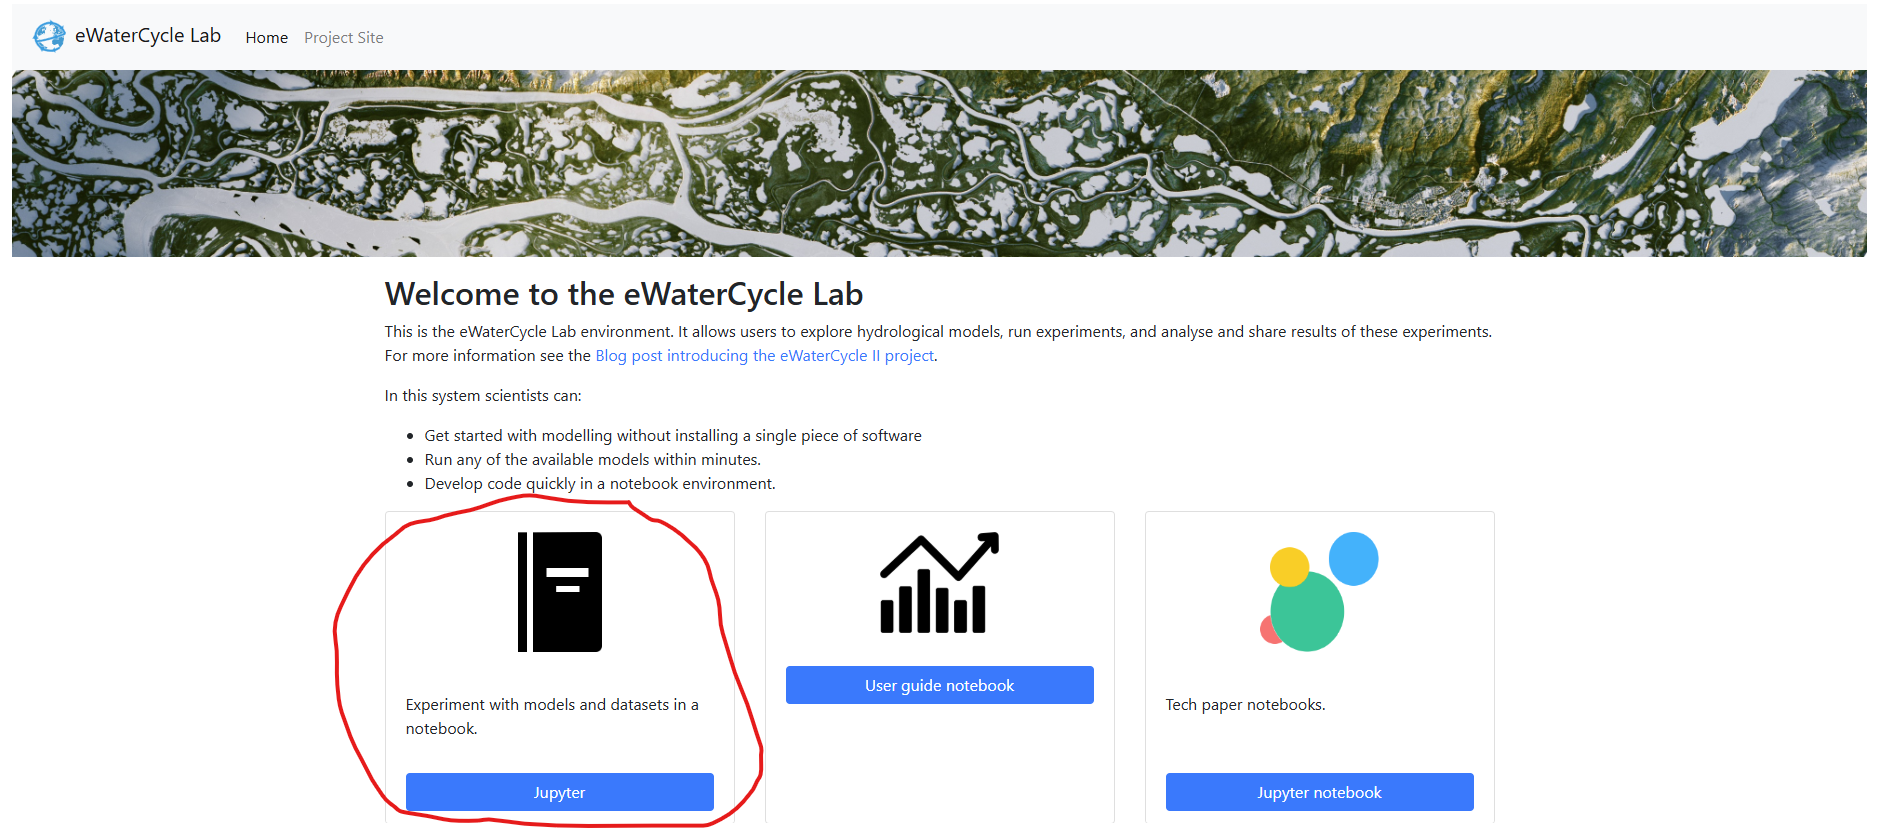 eWaterCycle Lab Home Project Site
Welcome to the eWaterCycle Lab
This is the eWaterCycle Lab environment. It allows users to explore hydrological models, run experiments, and analyse and share results of these experiments.
For more information see the Blog post introducing the eWaterCycle II project.
In this system scientists can:
• Get started with modelling without installing a single piece of software
• Run any of the available models within minutes.
• Develop code quickly in a notebook environment.
Experiment with models and datasets in a
notebook.
Jupyter
User guide notebook
Tech paper notebooks.
Jupyter notebook